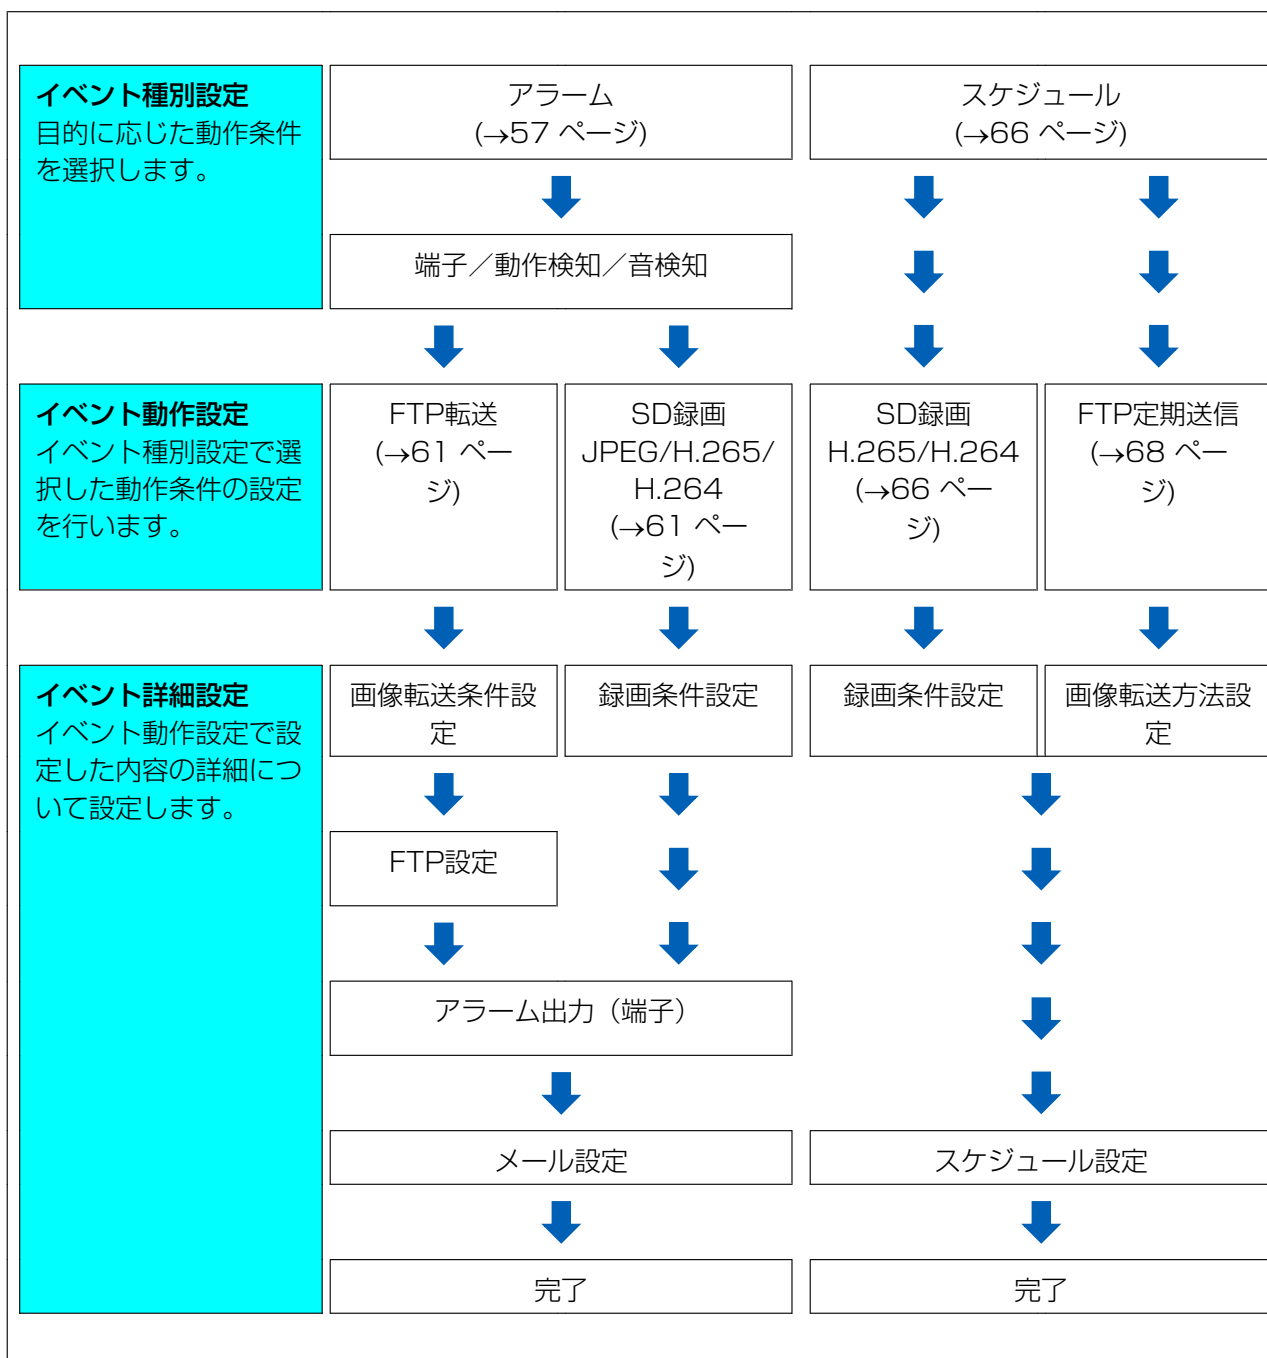 イベント種別設定
目的に応じた動作条件
を選択します。
アラーム
(→57 ページ)
スケジュール
(→66 ページ)
端子／動作検知／音検知
イベント動作設定
イベント種別設定で選
択した動作条件の設定
を行います。
FTP転送
(→61 ペー
ジ)
SD録画
JPEG/H.265/
H.264
(→61 ペー
ジ)
SD録画
H.265/H.264
(→66 ペー
ジ)
FTP定期送信
(→68 ペー
ジ)
イベント詳細設定
イベント動作設定で設
定した内容の詳細につ
いて設定します。
画像転送条件設
定
録画条件設定
録画条件設定
画像転送方法設
定
FTP設定
アラーム出力（端子）
メール設定
スケジュール設定
完了
完了